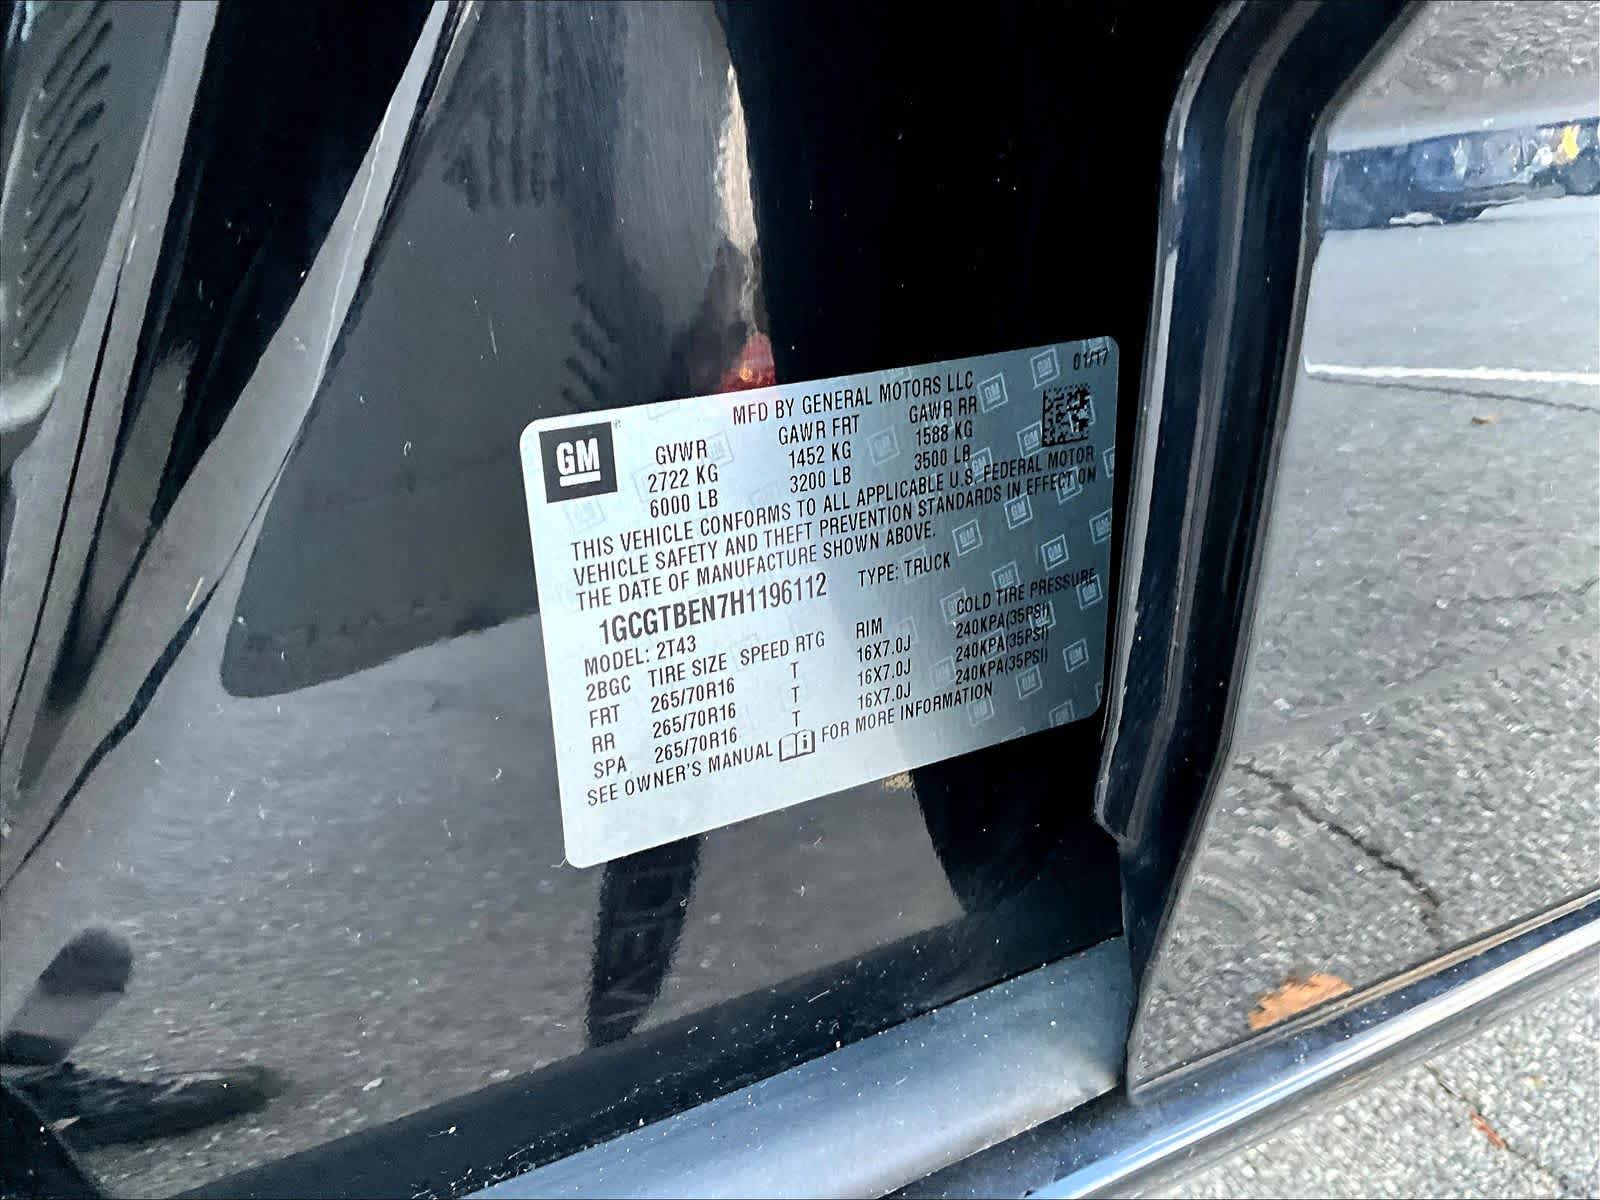 01/17
MFD BY GENERAL MOTORS LLC
GM
GVWR GAWR FRT GAWR RR
2722 KG 1452 KG 1588 KG
6000 LB 3200 LB 3500 LB
THIS VEHICLE CONFORMS TO ALL APPLICABLE U.S. FEDERAL MOTOR
VEHICLE SAFETY AND THEFT PREVENTION STANDARDS IN EFFECT ON
THE DATE OF MANUFACTURE SHOWN ABOVE.
1GCGTBEN7H1196112 TYPE: TRUCK
MODEL: 2T43
2BGC TIRE SIZE SPEED RTG RIM COLD TIRE PRESSURE
FRT 265/70R16 T 16X7.0J 240KPA(35PSI)
RR 265/70R16 T 16X7.0J 240KPA(35PSI)
SPA 265/70R16 T 16X7.0J 240KPA(35PSI)
SEE OWNER'S MANUAL FOR MORE INFORMATION